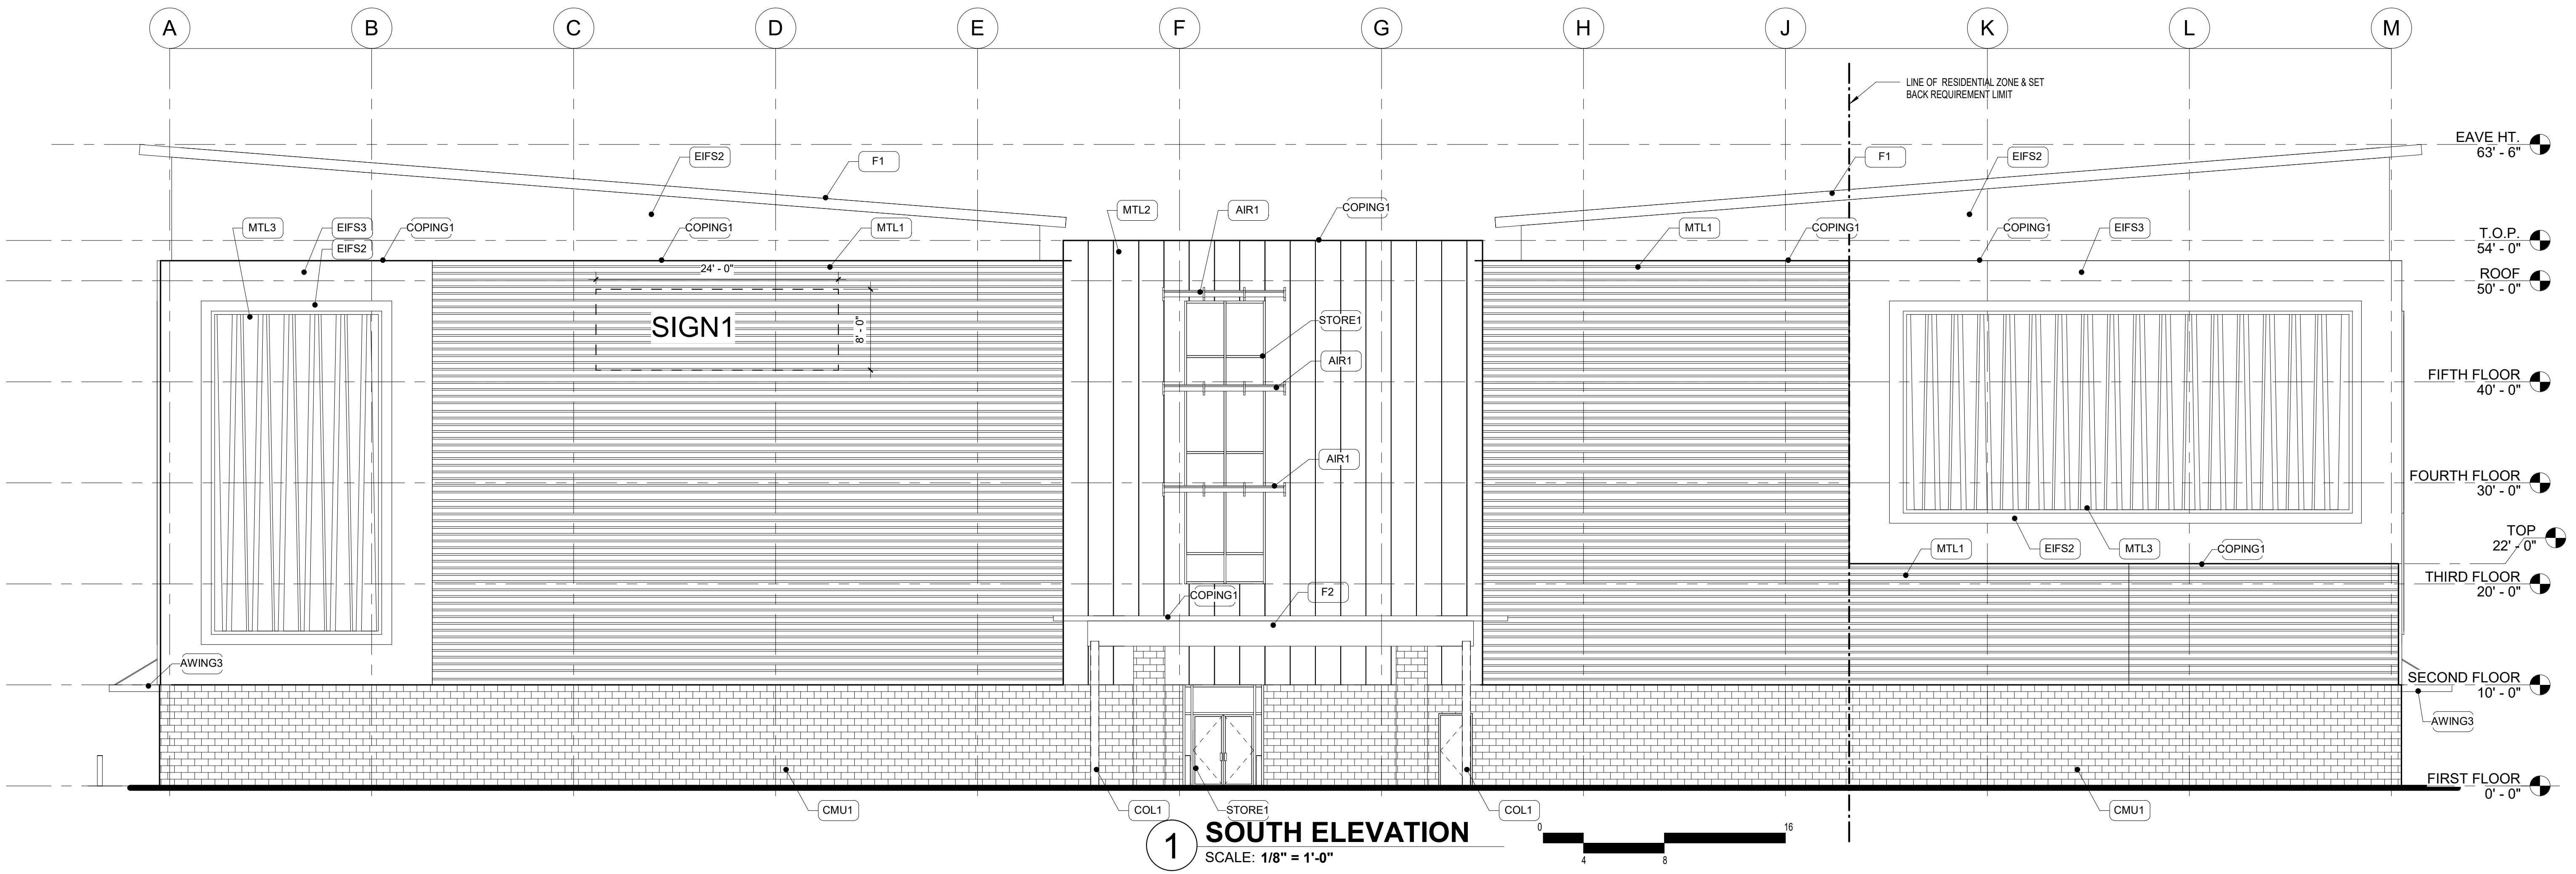 A B C D E F G H J K L M
LINE OF RESIDENTIAL ZONE & SET
BACK REQUIREMENT LIMIT
EAVE HT.
63' - 6"
EIFS2
F1
F1
EIFS2
MTL2
AIR1
COPING1
MTL3
EIFS3
COPING1
COPING1
MTL1
MTL1
COPING1
COPING1
EIFS3
T.O.P.
54' - 0"
EIFS2
24' - 0"
ROOF
50' - 0"
SIGN1
8' - 0"
STORE1
AIR1
FIFTH FLOOR
40' - 0"
AIR1
FOURTH FLOOR
30' - 0"
TOP
22' - 0"
MTL1
EIFS2
MTL3
COPING1
THIRD FLOOR
20' - 0"
COPING1
F2
AWING3
SECOND FLOOR
10' - 0"
AWING3
FIRST FLOOR
0' - 0"
CMU1
COL1
STORE1
COL1
CMU1
1
SOUTH ELEVATION
SCALE: 1/8" = 1'-0"
0 16
4 8